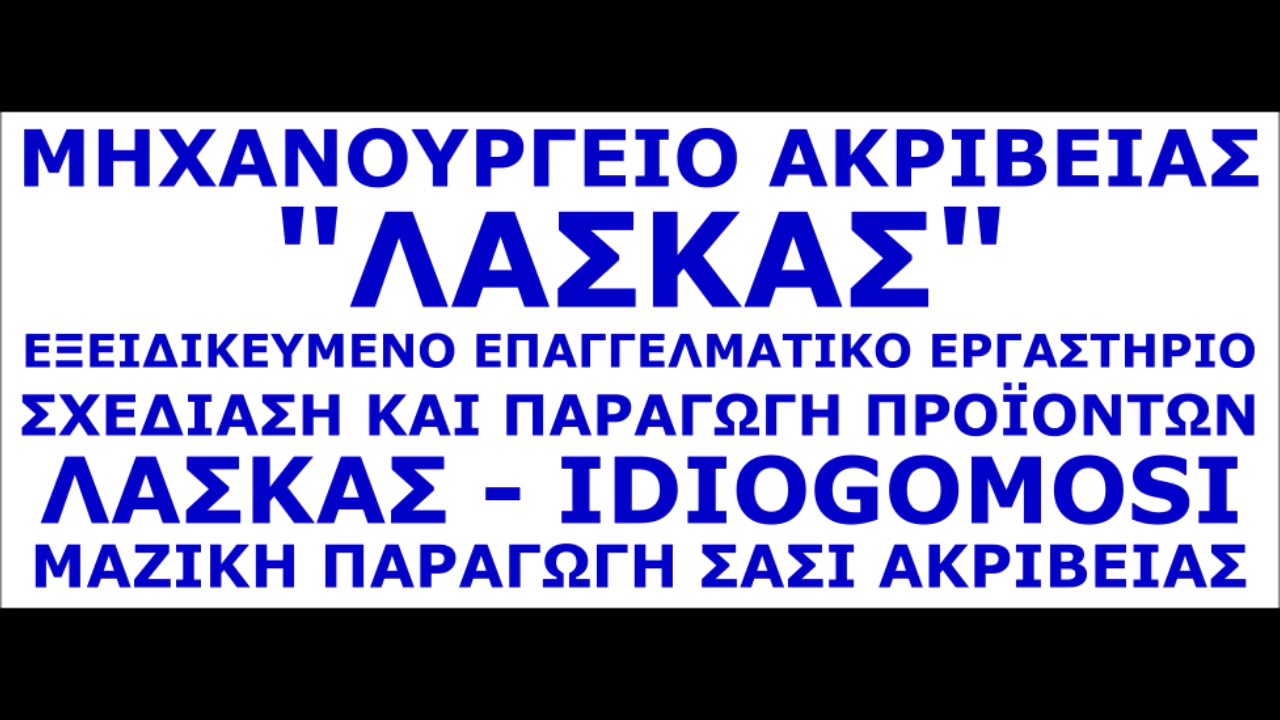 ΜΗΧΑΝΟΥΡΓΕΙΟ ΑΚΡΙΒΕΙΑΣ
"ΛΑΣΚΑΣ"
ΕΞΕΙΔΙΚΕΥΜΕΝΟ ΕΠΑΓΓΕΛΜΑΤΙΚΟ ΕΡΓΑΣΤΗΡΙΟ
ΣΧΕΔΙΑΣΗ ΚΑΙ ΠΑΡΑΓΩΓΗ ΠΡΟΪΟΝΤΩΝ
ΛΑΣΚΑΣ – IDIOGOMOSI
ΜΑΖΙΚΗ ΠΑΡΑΓΩΓΗ ΣΑΣΙ ΑΚΡΙΒΕΙΑΣ